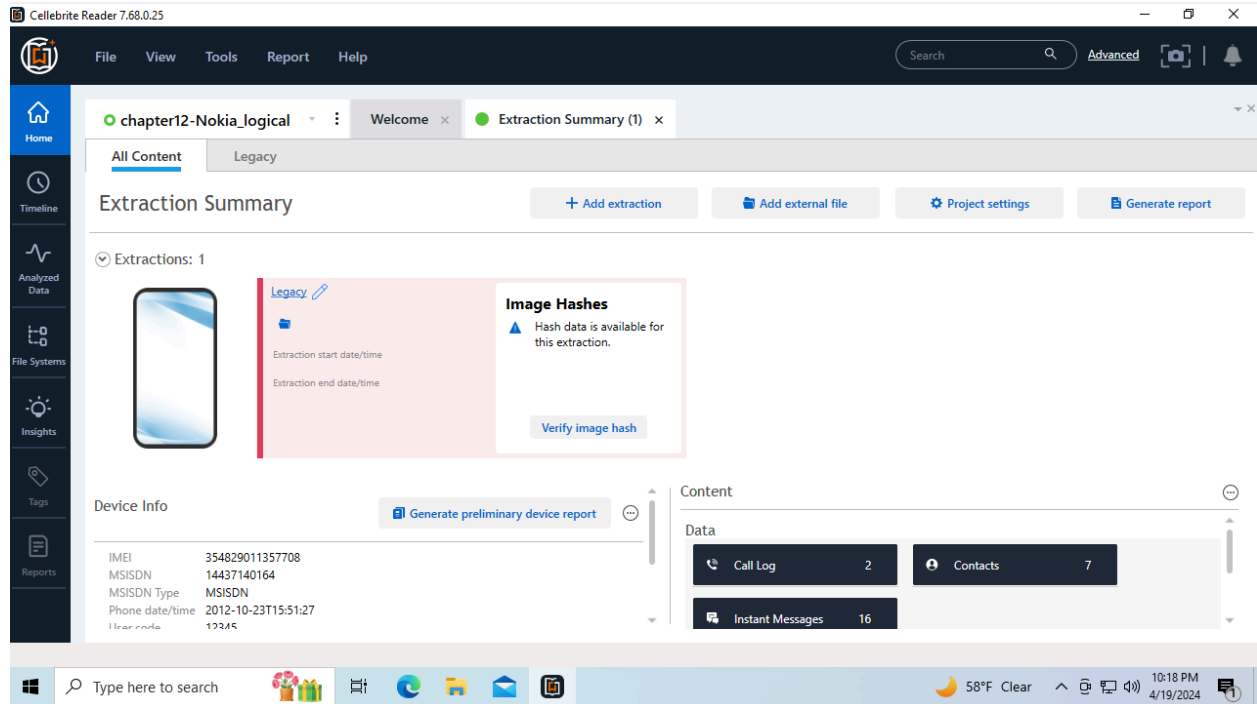 Cellebrite Reader 7.68.0.25
File View Tools Report Help
Search
Advanced
Home
Timeline
Analyzed
Data
File Systems
Insights
Tags
Reports
chapter12-Nokia_logical
Welcome
Extraction Summary (1)
All Content
Legacy
Extraction Summary
Add extraction
Add external file
Project settings
Generate report
Extractions: 1
Legacy
Extraction start date/time
Extraction end date/time
Image Hashes
Hash data is available for
this extraction.
Verify image hash
Device Info
Generate preliminary device report
IMEI 354829011357708
MSISDN 14437140164
MSISDN Type MSISDN
Phone date/time 2012-10-23T15:51:27
User code 12345
Content
Data
Call Log 2
Contacts 7
Instant Messages 16
Type here to search
58°F Clear
10:18 PM
4/19/2024
1